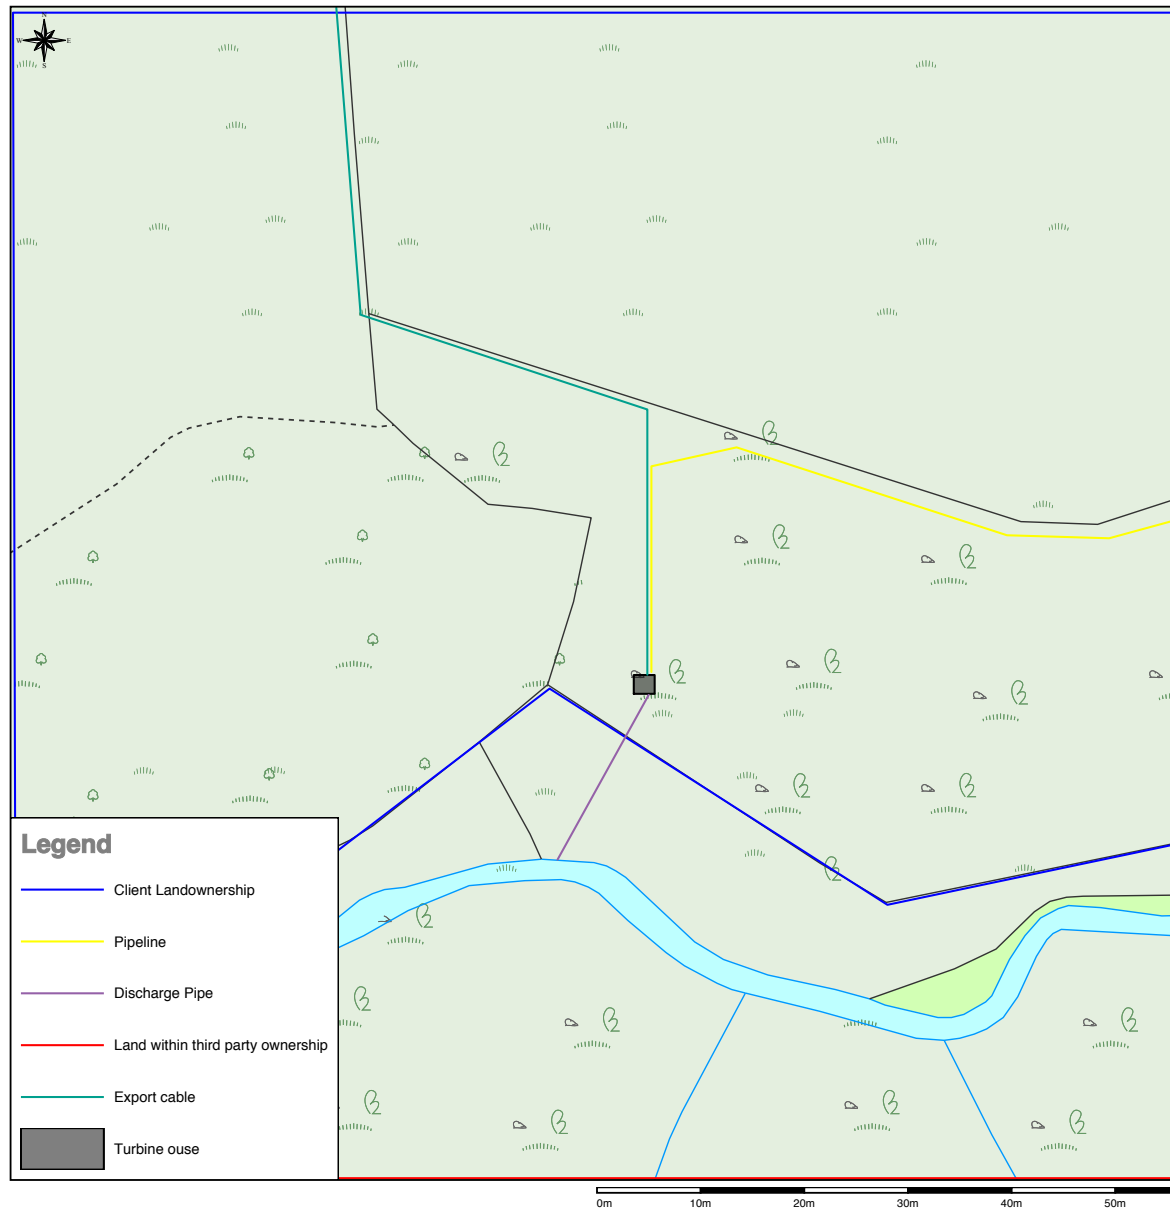 N
W E
S
Legend
Client Landownership
Pipeline
Discharge Pipe
Land within third party ownership
Export cable
Turbine ouse
0m 10m 20m 30m 40m 50m